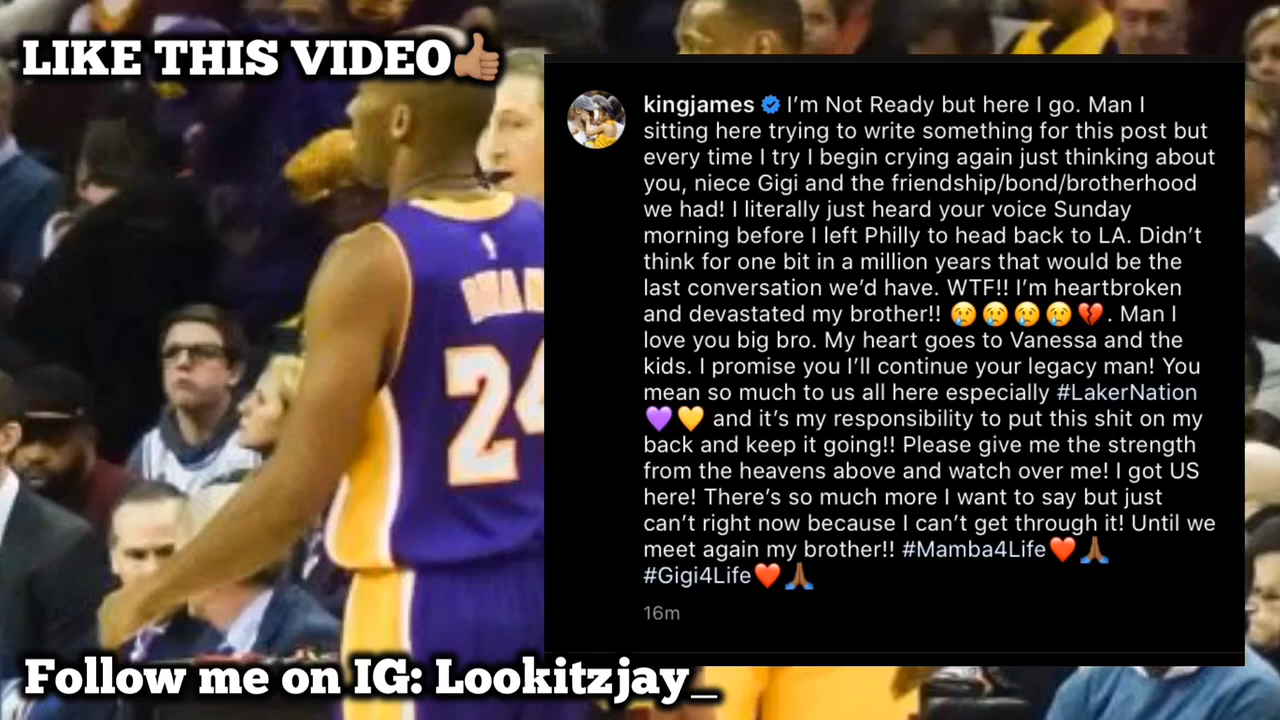 LIKE THIS VIDEO👍🏽
kingjames I’m Not Ready but here I go. Man I
sitting here trying to write something for this post but
every time I try I begin crying again just thinking about
you, niece Gigi and the friendship/bond/brotherhood
we had! I literally just heard your voice Sunday
morning before I left Philly to head back to LA. Didn’t
think for one bit in a million years that would be the
last conversation we’d have. WTF!! I’m heartbroken
and devastated my brother!! 😢😢😢😢💔. Man I
love you big bro. My heart goes to Vanessa and the
kids. I promise you I’ll continue your legacy man! You
mean so much to us all here especially #LakerNation
💜💛 and it’s my responsibility to put this shit on my
back and keep it going!! Please give me the strength
from the heavens above and watch over me! I got US
here! There’s so much more I want to say but just
can’t right now because I can’t get through it! Until we
meet again my brother!! #Mamba4Life❤️🙏🏾
#Gigi4Life❤️🙏🏾
16m
24
Follow me on IG: Lookitzjay_